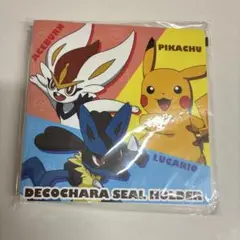 ACEBURN
PIKACHU
LUCARIO
DECOCHARA SEAL HOLDER